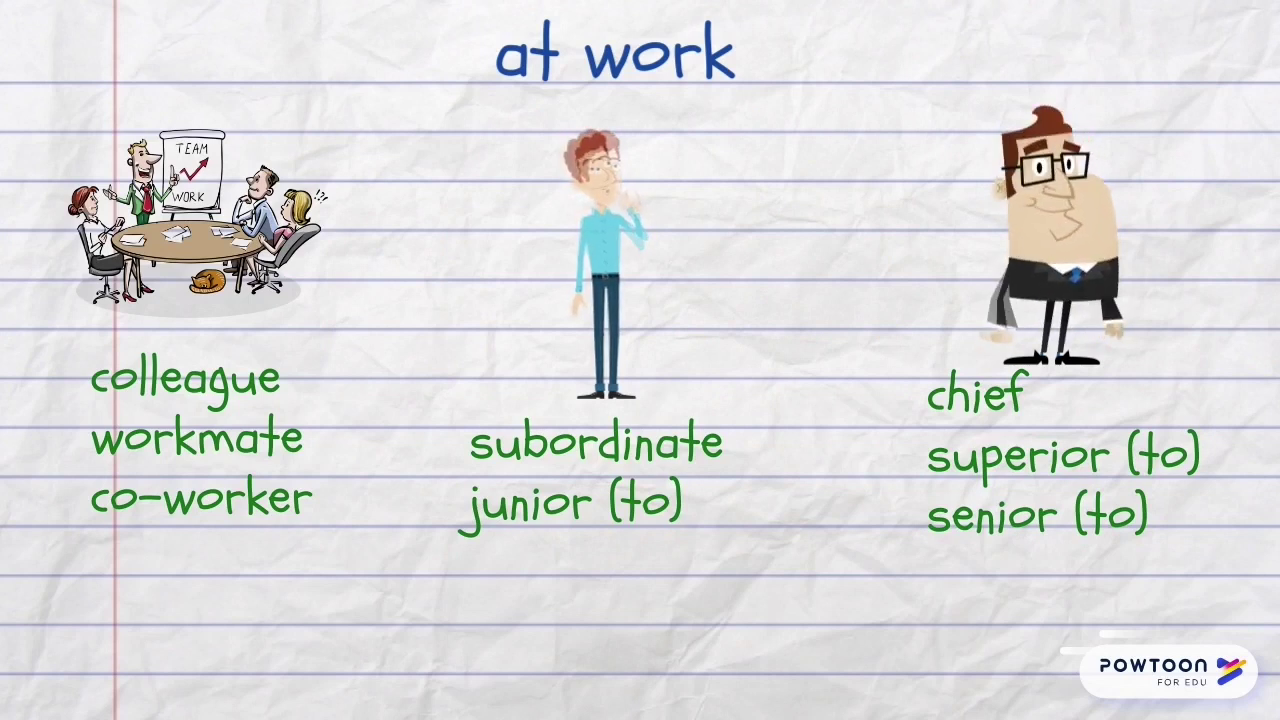 at work
TEAM
WORK
!?!
colleague
workmate
co-worker
subordinate
junior (to)
chief
superior (to)
senior (to)
POWTOON
FOR EDU